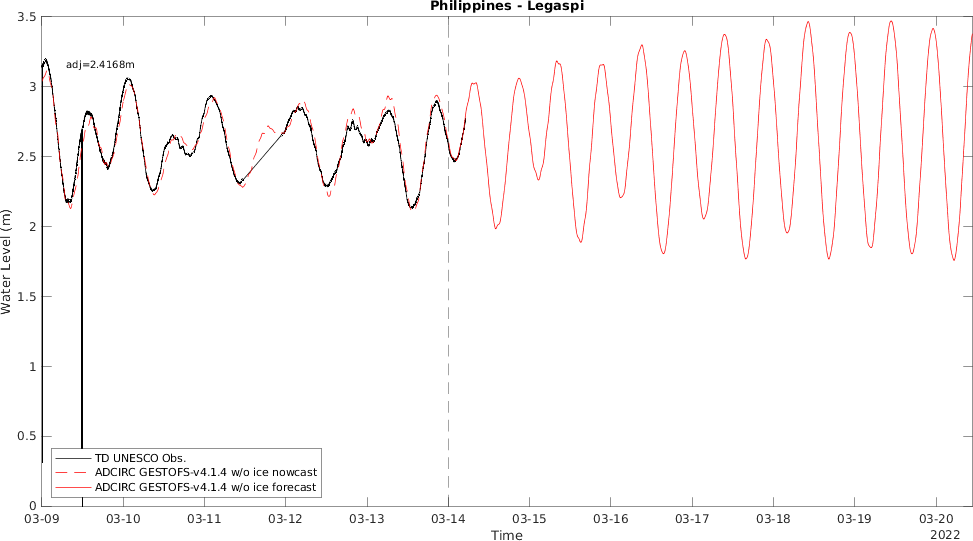 Philippines - Legaspi
adj=2.4168m
3.5
3
2.5
2
1.5
1
0.5
0
Water Level (m)
TD UNESCO Obs.
ADCIRC GESTOFS-v4.1.4 w/o ice nowcast
ADCIRC GESTOFS-v4.1.4 w/o ice forecast
03-09 03-10 03-11 03-12 03-13 03-14 03-15 03-16 03-17 03-18 03-19 03-20
2022
Time